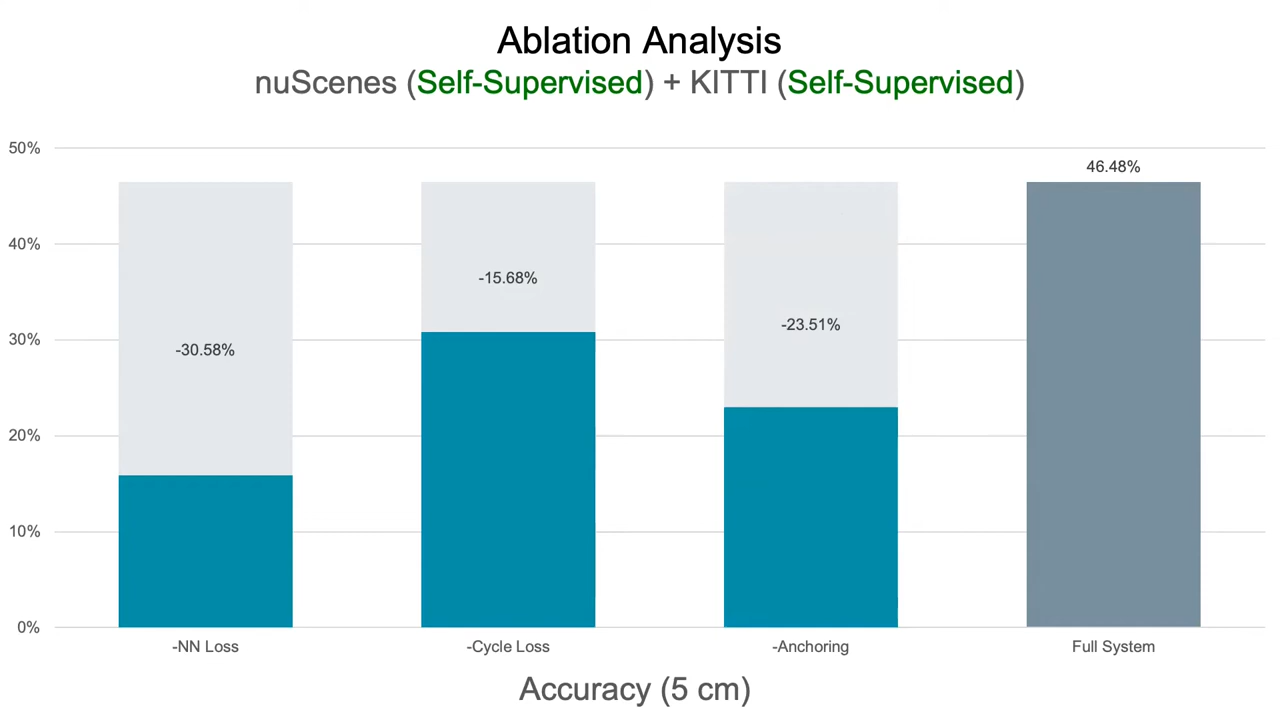 Ablation Analysis
nuScenes (Self-Supervised) + KITTI (Self-Supervised)
50%
46.48%
40%
-15.68%
-23.51%
30%
-30.58%
20%
10%
0%
-NN Loss
-Cycle Loss
-Anchoring
Full System
Accuracy (5 cm)